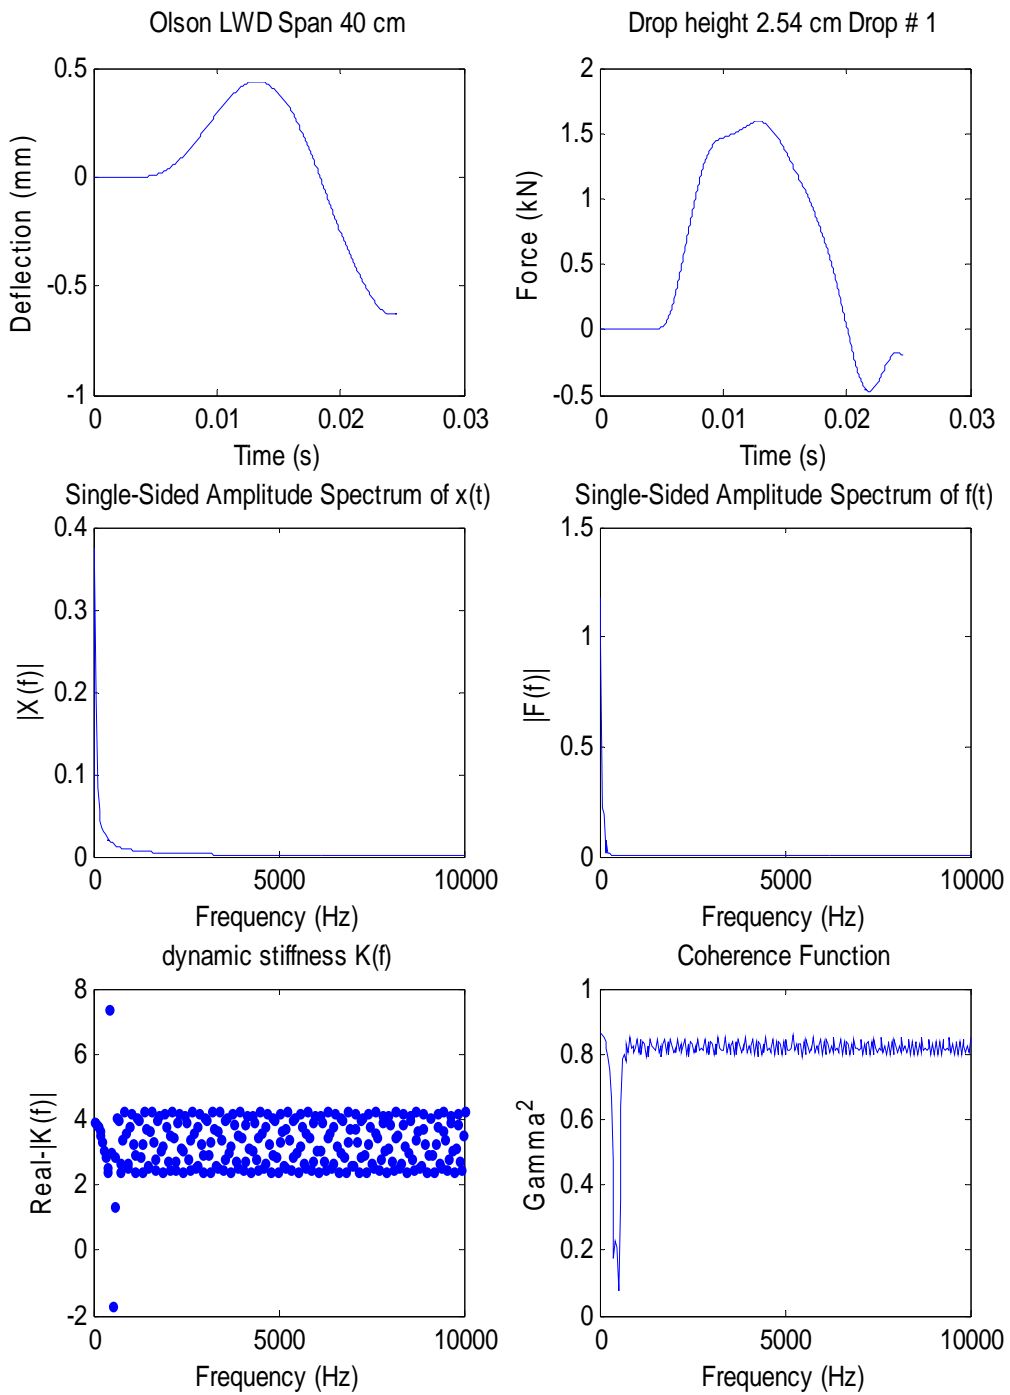 Olson LWD Span 40 cm
Drop height 2.54 cm Drop # 1
0.5
0
-0.5
-1
Deflection (mm)
0 0.01 0.02 0.03
Time (s)
2
1.5
1
0.5
0
-0.5
Force (kN)
0 0.01 0.02 0.03
Time (s)
Single-Sided Amplitude Spectrum of x(t)
Single-Sided Amplitude Spectrum of f(t)
0.4
0.3
0.2
0.1
0
|X(f)|
0 5000 10000
Frequency (Hz)
1.5
1
0.5
0
|F(f)|
0 5000 10000
Frequency (Hz)
dynamic stiffness K(f)
Coherence Function
8
6
4
2
0
-2
Real-|K(f)|
0 5000 10000
Frequency (Hz)
1
0.8
0.6
0.4
0.2
0
Gamma²
0 5000 10000
Frequency (Hz)